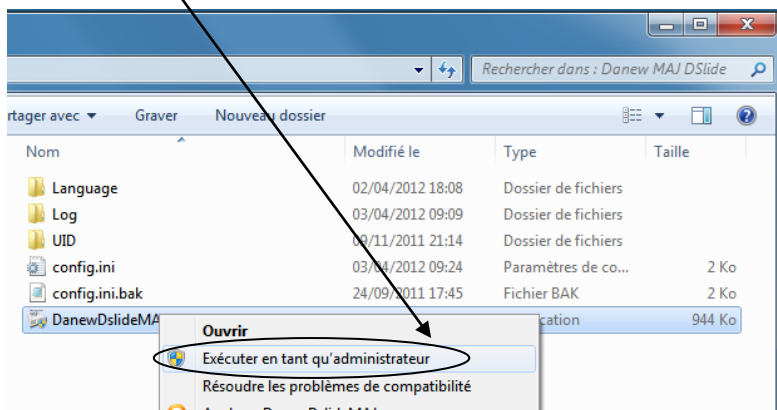 Rechercher dans : Danew MAJ DSlide
rtager avec Graver Nouveau dossier
Nom Modifié le Type Taille
Language 02/04/2012 18:08 Dossier de fichiers
Log 03/04/2012 09:09 Dossier de fichiers
UID 09/11/2011 21:14 Dossier de fichiers
config.ini 03/04/2012 09:24 Paramètres de co... 2 Ko
config.ini.bak 24/09/2011 17:45 Fichier BAK 2 Ko
DanewDslideMA cation 944 Ko
Ouvrir
Exécuter en tant qu'administrateur
Résoudre les problèmes de compatibilité